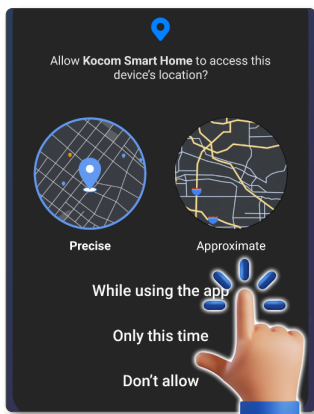 Allow Kocom Smart Home to access this
device's location?
Precise
Approximate
While using the app
Only this time
Don't allow